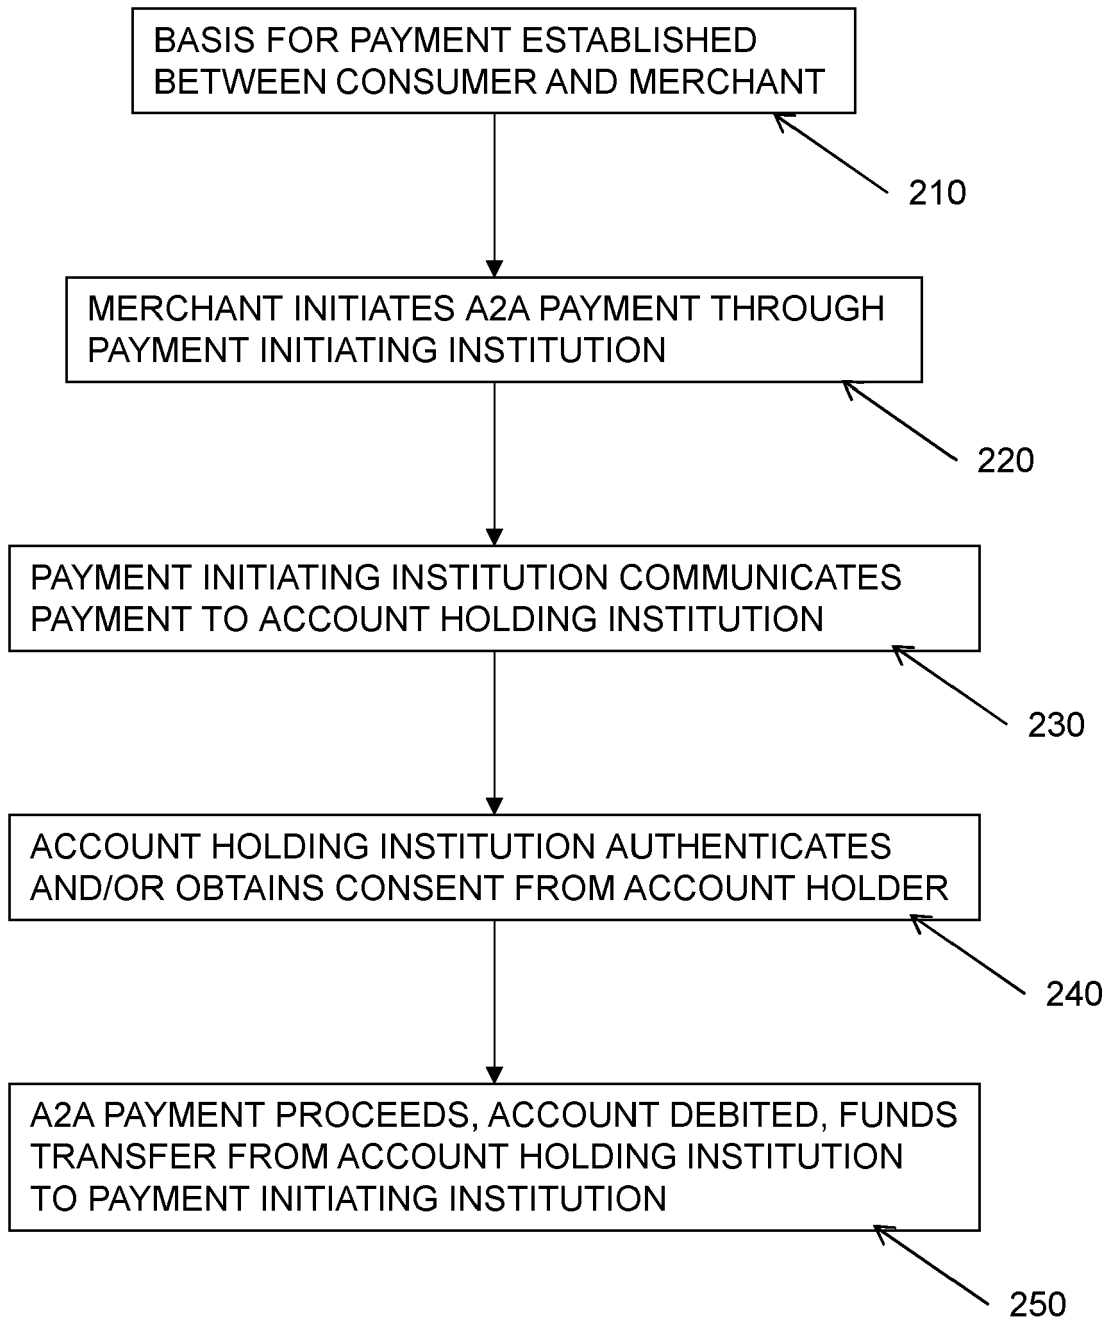 BASIS FOR PAYMENT ESTABLISHED
BETWEEN CONSUMER AND MERCHANT
210
MERCHANT INITIATES A2A PAYMENT THROUGH
PAYMENT INITIATING INSTITUTION
220
PAYMENT INITIATING INSTITUTION COMMUNICATES
PAYMENT TO ACCOUNT HOLDING INSTITUTION
230
ACCOUNT HOLDING INSTITUTION AUTHENTICATES
AND/OR OBTAINS CONSENT FROM ACCOUNT HOLDER
240
A2A PAYMENT PROCEEDS, ACCOUNT DEBITED, FUNDS
TRANSFER FROM ACCOUNT HOLDING INSTITUTION
TO PAYMENT INITIATING INSTITUTION
250